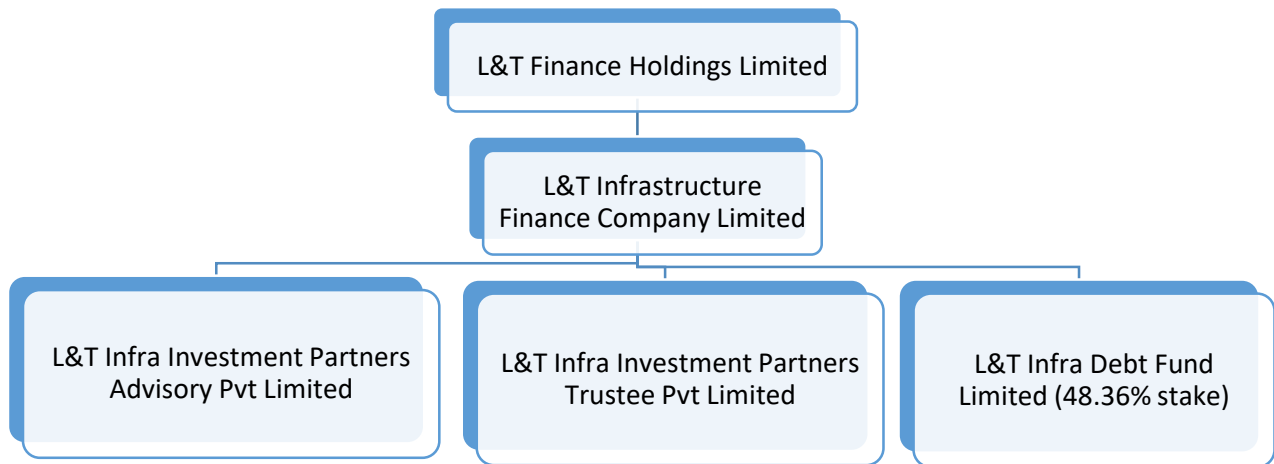 L&T Finance Holdings Limited
L&T Infrastructure
Finance Company Limited
L&T Infra Investment Partners
Advisory Pvt Limited
L&T Infra Investment Partners
Trustee Pvt Limited
L&T Infra Debt Fund
Limited (48.36% stake)